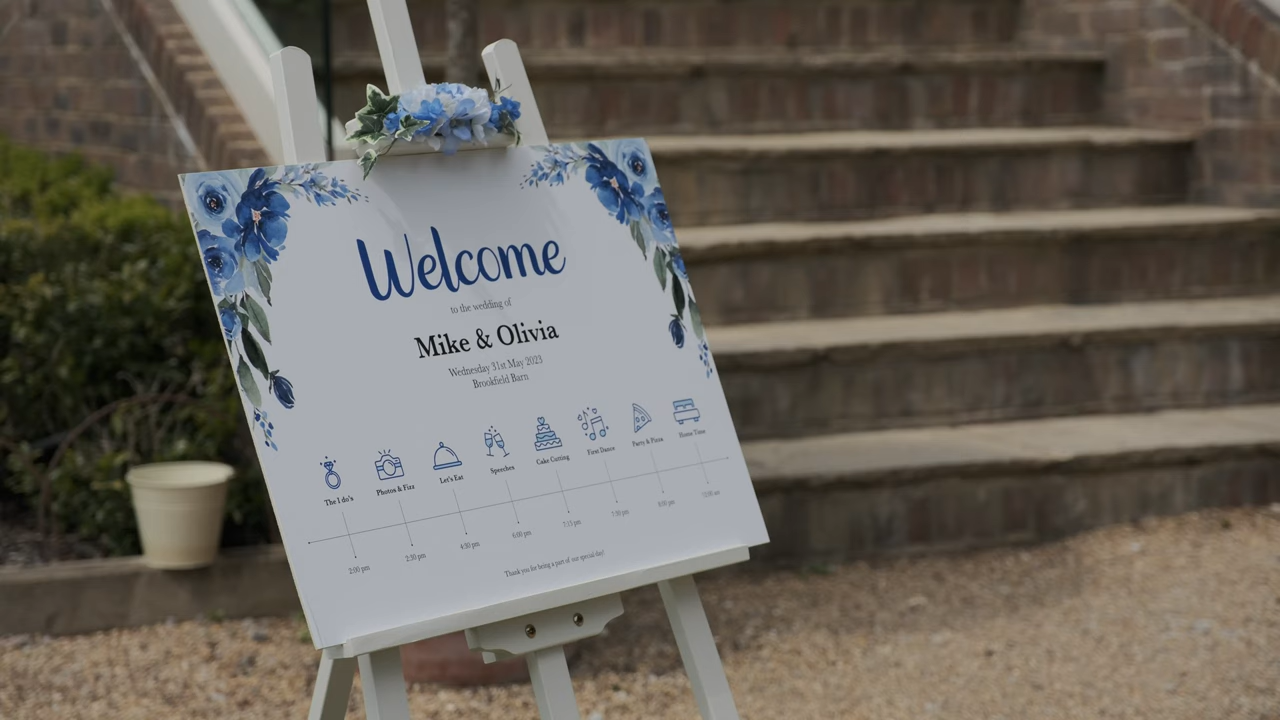 Welcome
to the wedding of
Mike & Olivia
Wednesday 31st May 2023
Brookfield Barn
The I do's
Photos & Fizz
Let's Eat
Speeches
Cake Cutting
First Dance
Party & Pizza
Home Time
2:00 pm
2:30 pm
4:30 pm
6:00 pm
7:15 pm
7:30 pm
8:00 pm
12:00 am
Thank you for being a part of our special day!